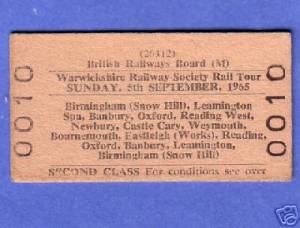 (26312)
British Railways Board (M)
Warwickshire Railway Society Rail Tour
SUNDAY, 5th SEPTEMBER, 1965
Birmingham (Snow Hill), Leamington
Spa, Banbury, Oxford, Reading West,
Newbury, Castle Cary, Weymouth,
Bournemouth, Eastleigh (Works), Reading,
Oxford, Banbury, Leamington,
Birmingham (Snow Hill)
SECOND CLASS For conditions see over
0010
0010
eb